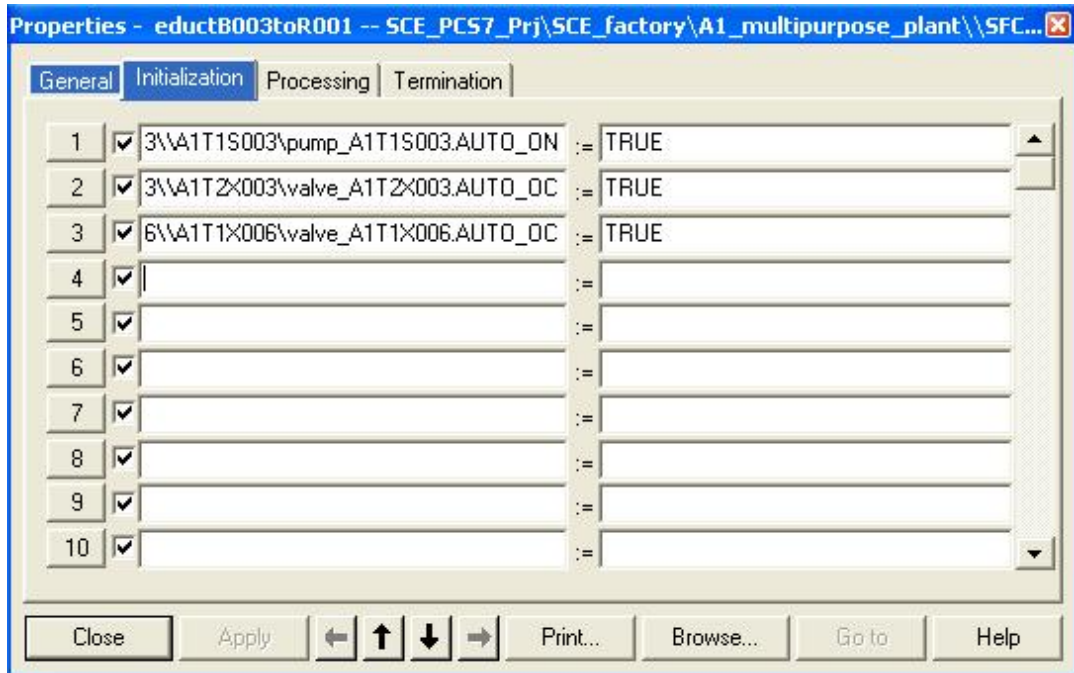 Properties - eductB003toR001 -- SCE_PCS7_Prj\SCE_factory\A1_multipurpose_plant\\SFC...
General Initialization Processing Termination
1 3\\A1T1S003\pump_A1T1S003.AUTO_ON := TRUE
2 3\\A1T2X003\valve_A1T2X003.AUTO_OC := TRUE
3 6\\A1T1X006\valve_A1T1X006.AUTO_OC := TRUE
4 :=
5 :=
6 :=
7 :=
8 :=
9 :=
10 :=
Close Apply Print... Browse... Go to Help